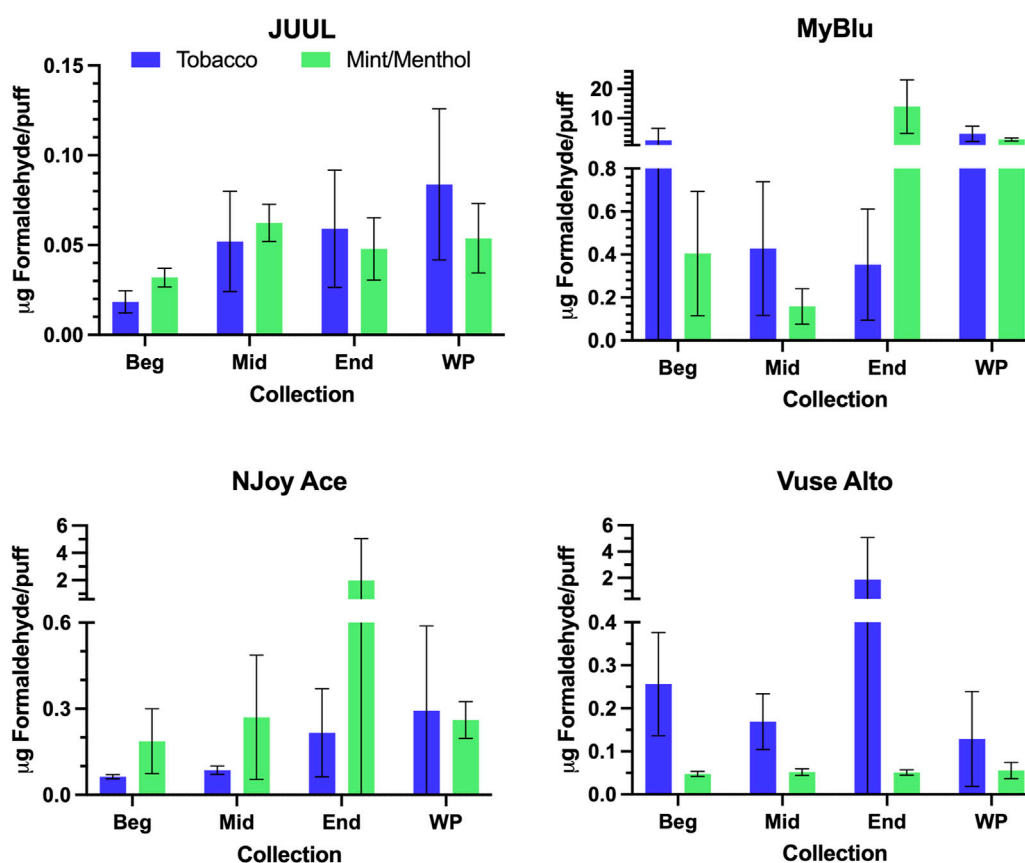 JUUL
Tobacco Mint/Menthol
µg Formaldehyde/puff
0.15
0.10
0.05
0.00
Beg Mid End WP
Collection
MyBlu
µg Formaldehyde/puff
20
10
0.8
0.6
0.4
0.2
0.0
Beg Mid End WP
Collection
NJoy Ace
µg Formaldehyde/puff
6
4
2
0.6
0.3
0.0
Beg Mid End WP
Collection
Vuse Alto
µg Formaldehyde/puff
6
4
2
0.4
0.3
0.2
0.1
0.0
Beg Mid End WP
Collection